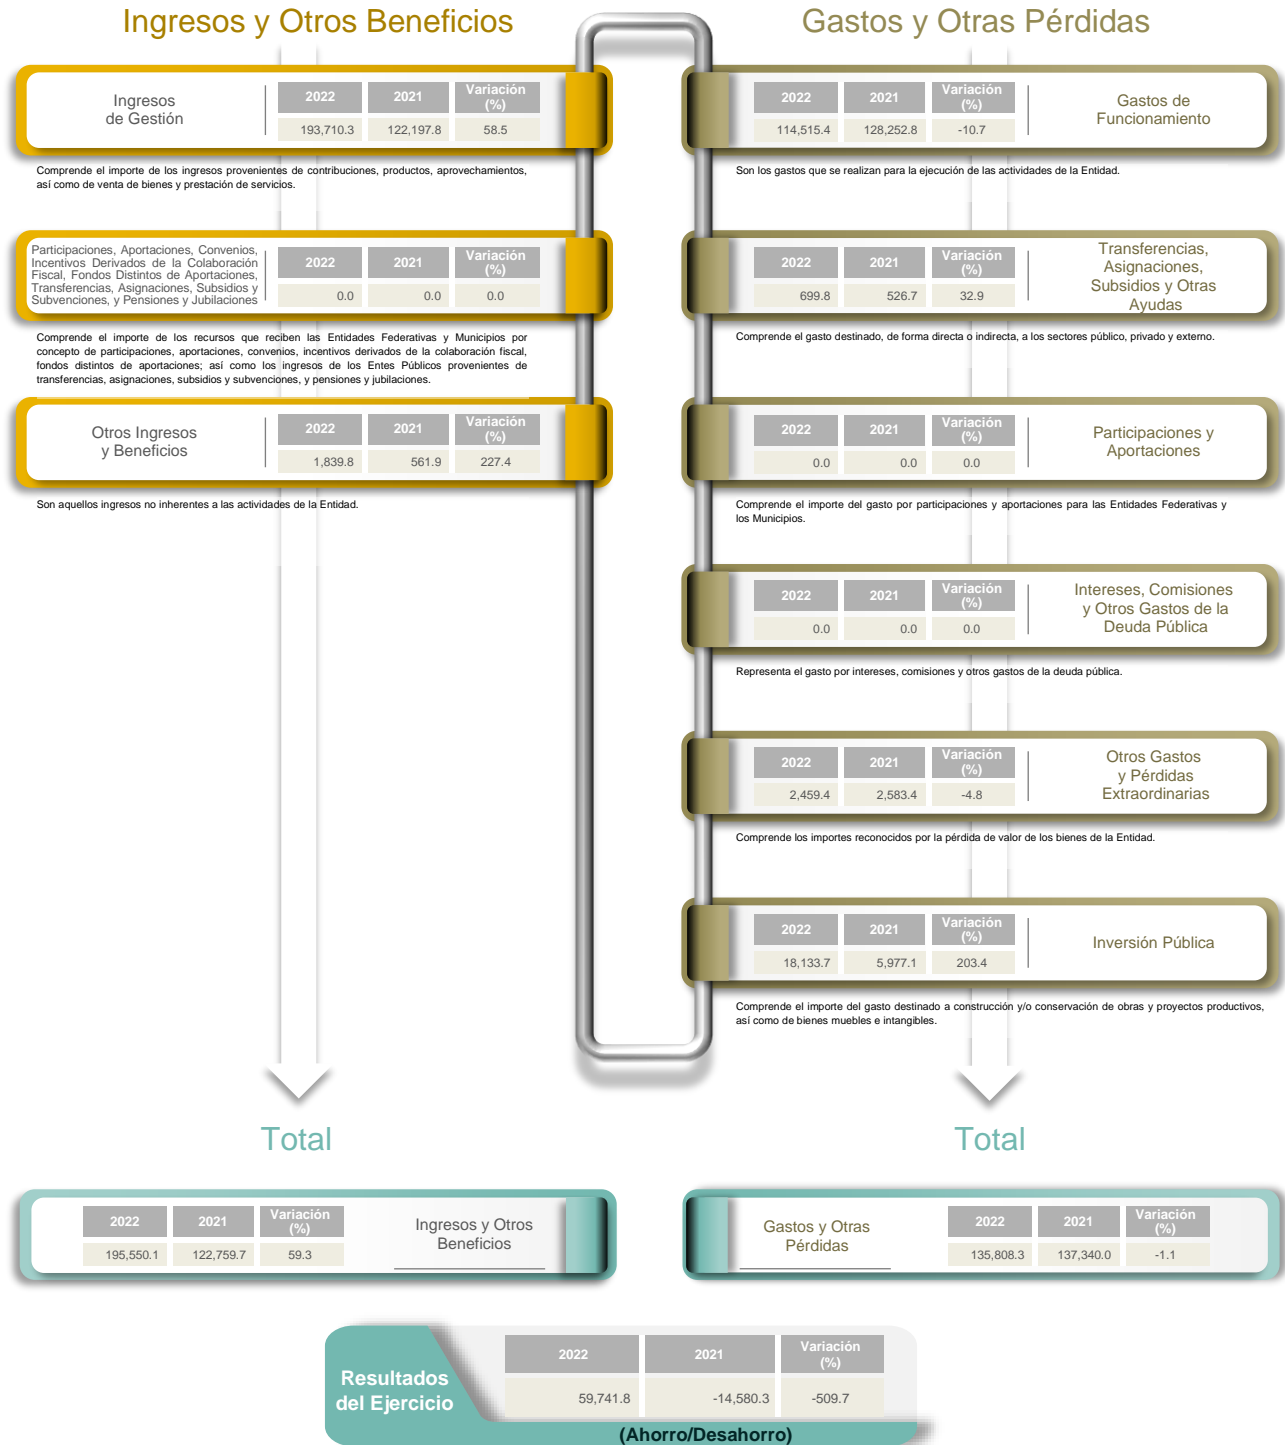 Ingresos y Otros Beneficios
Ingresos
de Gestión
2022 2021 Variación (%)
193,710.3 122,197.8 58.5
Comprende el importe de los ingresos provenientes de contribuciones, productos, aprovechamientos,
así como de venta de bienes y prestación de servicios.
Participaciones, Aportaciones, Convenios,
Incentivos Derivados de la Colaboración
Fiscal, Fondos Distintos de Aportaciones,
Transferencias, Asignaciones, Subsidios y
Subvenciones, y Pensiones y Jubilaciones
2022 2021 Variación (%)
0.0 0.0 0.0
Comprende el importe de los recursos que reciben las Entidades Federativas y Municipios por
concepto de participaciones, aportaciones, convenios, incentivos derivados de la colaboración fiscal,
fondos distintos de aportaciones; así como los ingresos de los Entes Públicos provenientes de
transferencias, asignaciones, subsidios y subvenciones, y pensiones y jubilaciones.
Otros Ingresos
y Beneficios
2022 2021 Variación (%)
1,839.8 561.9 227.4
Son aquellos ingresos no inherentes a las actividades de la Entidad.
Gastos y Otras Pérdidas
2022 2021 Variación (%)
114,515.4 128,252.8 -10.7
Gastos de
Funcionamiento
Son los gastos que se realizan para la ejecución de las actividades de la Entidad.
2022 2021 Variación (%)
699.8 526.7 32.9
Transferencias,
Asignaciones,
Subsidios y Otras
Ayudas
Comprende el gasto destinado, de forma directa o indirecta, a los sectores público, privado y externo.
2022 2021 Variación (%)
0.0 0.0 0.0
Participaciones y
Aportaciones
Comprende el importe del gasto por participaciones y aportaciones para las Entidades Federativas y
los Municipios.
2022 2021 Variación (%)
0.0 0.0 0.0
Intereses, Comisiones
y Otros Gastos de la
Deuda Pública
Representa el gasto por intereses, comisiones y otros gastos de la deuda pública.
2022 2021 Variación (%)
2,459.4 2,583.4 -4.8
Otros Gastos
y Pérdidas
Extraordinarias
Comprende los importes reconocidos por la pérdida de valor de los bienes de la Entidad.
2022 2021 Variación (%)
18,133.7 5,977.1 203.4
Inversión Pública
Comprende el importe del gasto destinado a construcción y/o conservación de obras y proyectos productivos,
así como de bienes muebles e intangibles.
Total
2022 2021 Variación (%)
195,550.1 122,759.7 59.3
Ingresos y Otros
Beneficios
Total
Gastos y Otras
Pérdidas
2022 2021 Variación (%)
135,808.3 137,340.0 -1.1
Resultados
del Ejercicio
2022 2021 Variación (%)
59,741.8 -14,580.3 -509.7
(Ahorro/Desahorro)